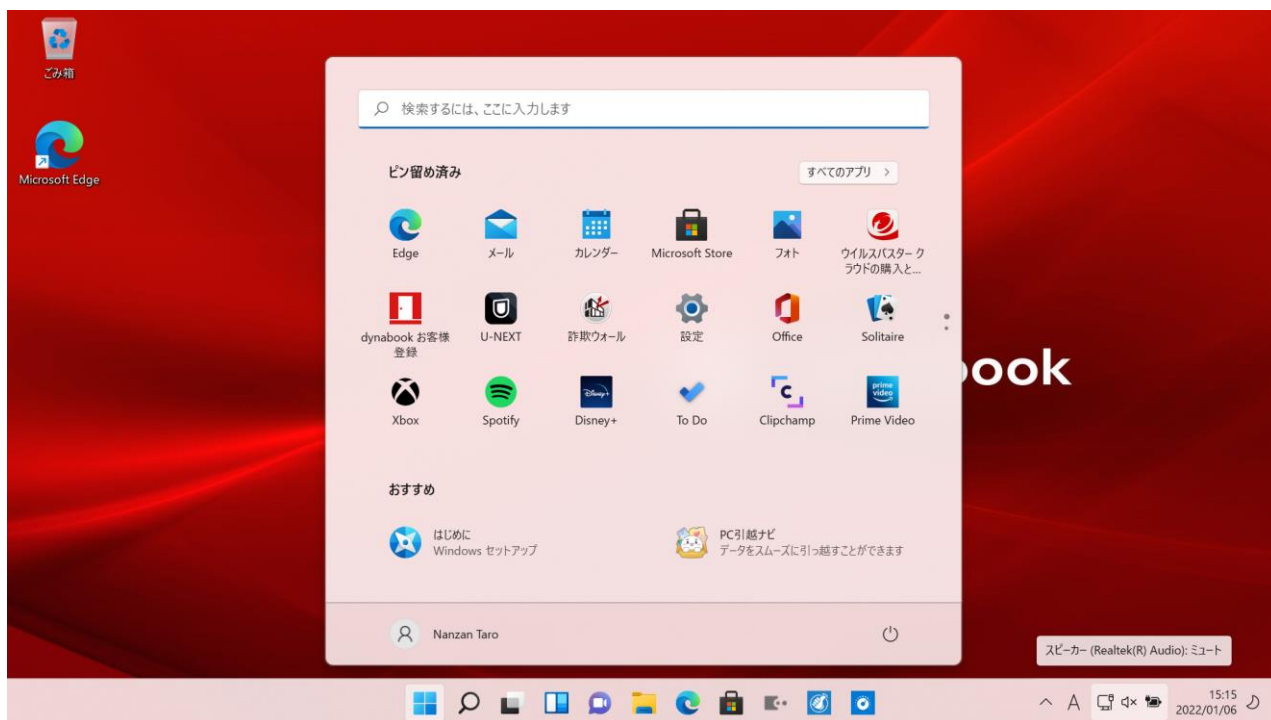 ごみ箱
Microsoft Edge
検索するには、ここに入力します
ピン留め済み
すべてのアプリ
Edge
メール
カレンダー
Microsoft Store
フォト
ウイルスバスター ク
ラウドの購入と...
dynabook お客様
登録
U-NEXT
詐欺ウォール
設定
Office
Solitaire
ook
Xbox
Spotify
Disney+
Disney+
To Do
C
Clipchamp
prime
video
Prime Video
おすすめ
はじめに
Windows セットアップ
PC引越ナビ
データをスムーズに引っ越すことができます
Nanzan Taro
スピーカー (Realtek(R) Audio): ミュート
A
15:15
2022/01/06